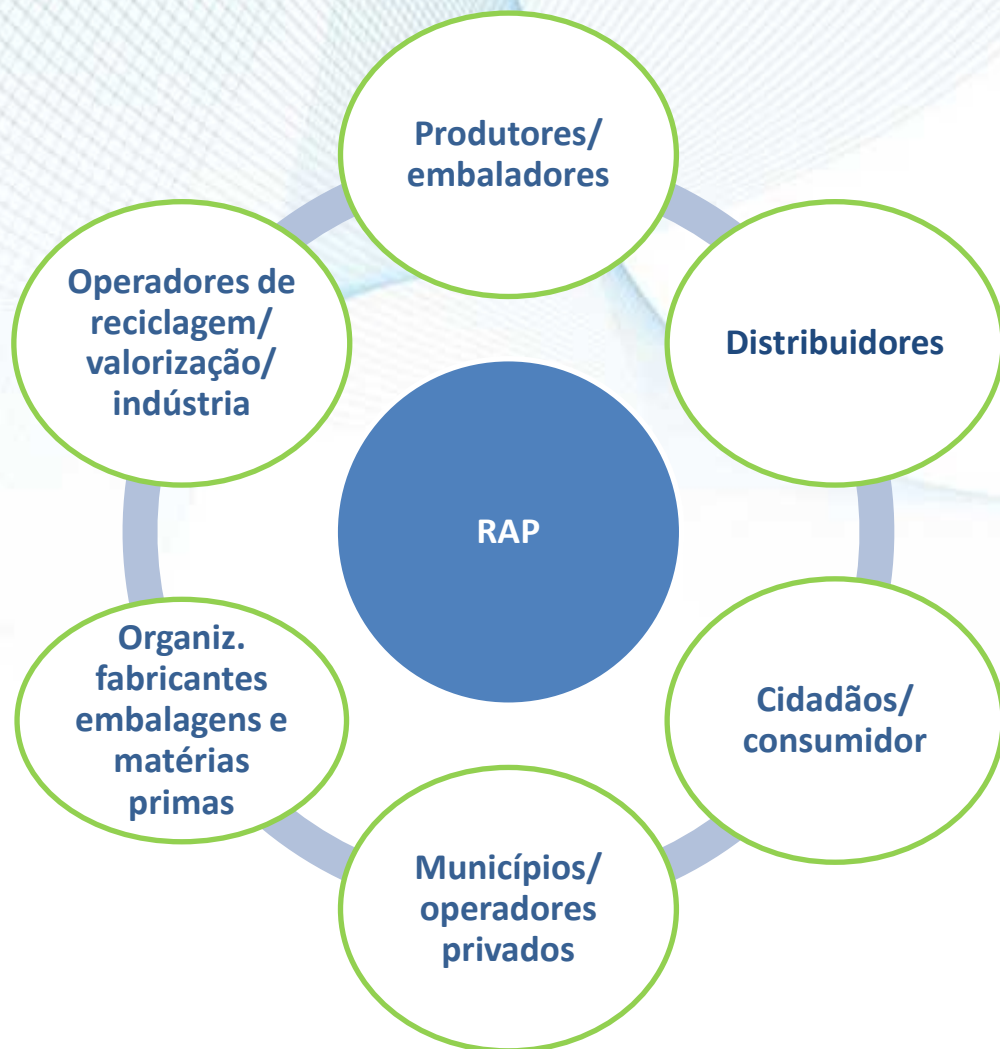 Produtores/
embaladores
Distribuidores
Cidadãos/
consumidor
Municípios/
operadores
privados
Organiz.
fabricantes
embalagens e
matérias
primas
Operadores de
reciclagem/
valorização/
indústria
RAP